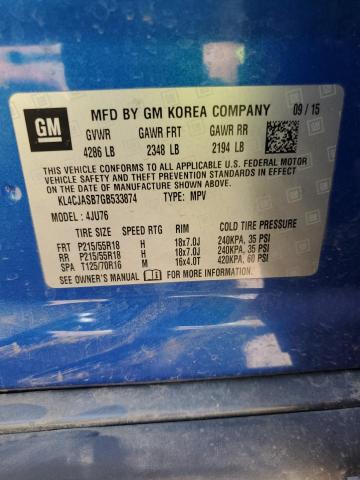 GM
MFD BY GM KOREA COMPANY 09 / 15
GVWR GAWR FRT GAWR RR
4286 LB 2348 LB 2194 LB
THIS VEHICLE CONFORMS TO ALL APPLICABLE U.S. FEDERAL MOTOR
VEHICLE SAFETY AND THEFT PREVENTION STANDARDS IN EFFECT
ON THE DATE OF MANUFACTURE SHOWN ABOVE.
KL4CJASB7GB533874 TYPE: MPV
MODEL: 4JU76
TIRE SIZE SPEED RTG RIM COLD TIRE PRESSURE
FRT P215/55R18 H 18x7.0J 240KPA, 35 PSI
RR P215/55R18 H 18x7.0J 240KPA, 35 PSI
SPA T125/70R16 M 16x4.0T 420KPA, 60 PSI
SEE OWNER'S MANUAL FOR ADDITIONAL INFORMATION.